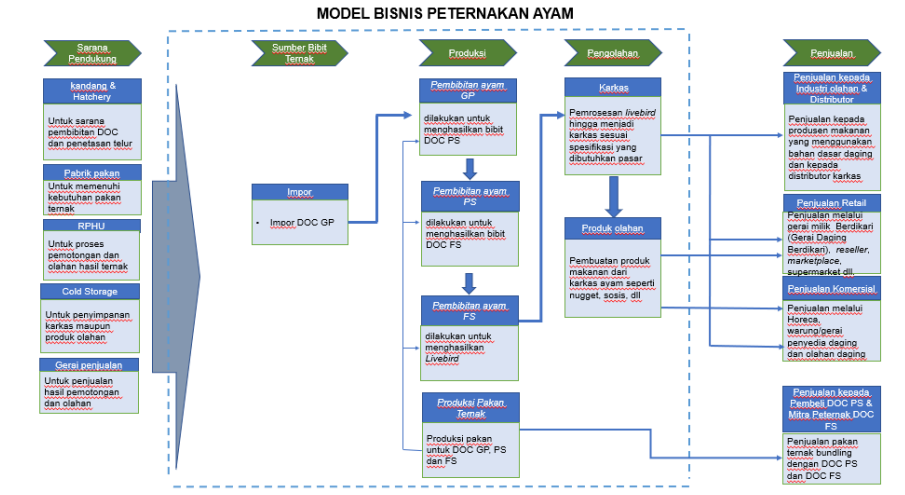 MODEL BISNIS PETERNAKAN AYAM
Sarana
Pendukung
Sumber Bibit
Ternak
Produksi
Pengolahan
Penjualan
kandang &
Hatchery
Untuk sarana
pembibitan DOC
dan penetasan telur
Pabrik pakan
Untuk memenuhi
kebutuhan pakan
ternak
RPHU
Untuk proses
pemotongan dan
olahan hasil ternak
Cold Storage
Untuk penyimpanan
karkas maupun
produk olahan
Gerai penjualan
Untuk penjualan
hasil pemotongan
dan olahan
Impor
• Impor DOC GP
Pembibitan ayam
GP
dilakukan untuk
menghasilkan bibit
DOC PS
Pembibitan ayam
PS
dilakukan untuk
menghasilkan bibit
DOC FS
Pembibitan ayam
FS
dilakukan untuk
menghasilkan
Livebird
Produksi Pakan
Ternak
Produksi pakan
untuk DOC GP, PS
dan FS
Karkas
Pemrosesan livebird
hingga menjadi
karkas sesuai
spesifikasi yang
dibutuhkan pasar
Produk olahan
Pembuatan produk
makanan dari
karkas ayam seperti
nugget, sosis, dll
Penjualan kepada
Industri olahan &
Distributor
Penjualan kepada
produsen makanan
yang menggunakan
bahan dasar daging
dan kepada
distributor karkas
Penjualan Retail
Penjualan melalui
gerai milik Berdikari
(Gerai Daging
Berdikari), reseller,
marketplace,
supermarket dll.
Penjualan Komersial
Penjualan melalui
Horeca,
warung/gerai
penyedia daging
dan olahan daging
Penjualan kepada
Pembeli DOC PS &
Mitra Peternak DOC
FS
Penjualan pakan
ternak bundling
dengan DOC PS
dan DOC FS